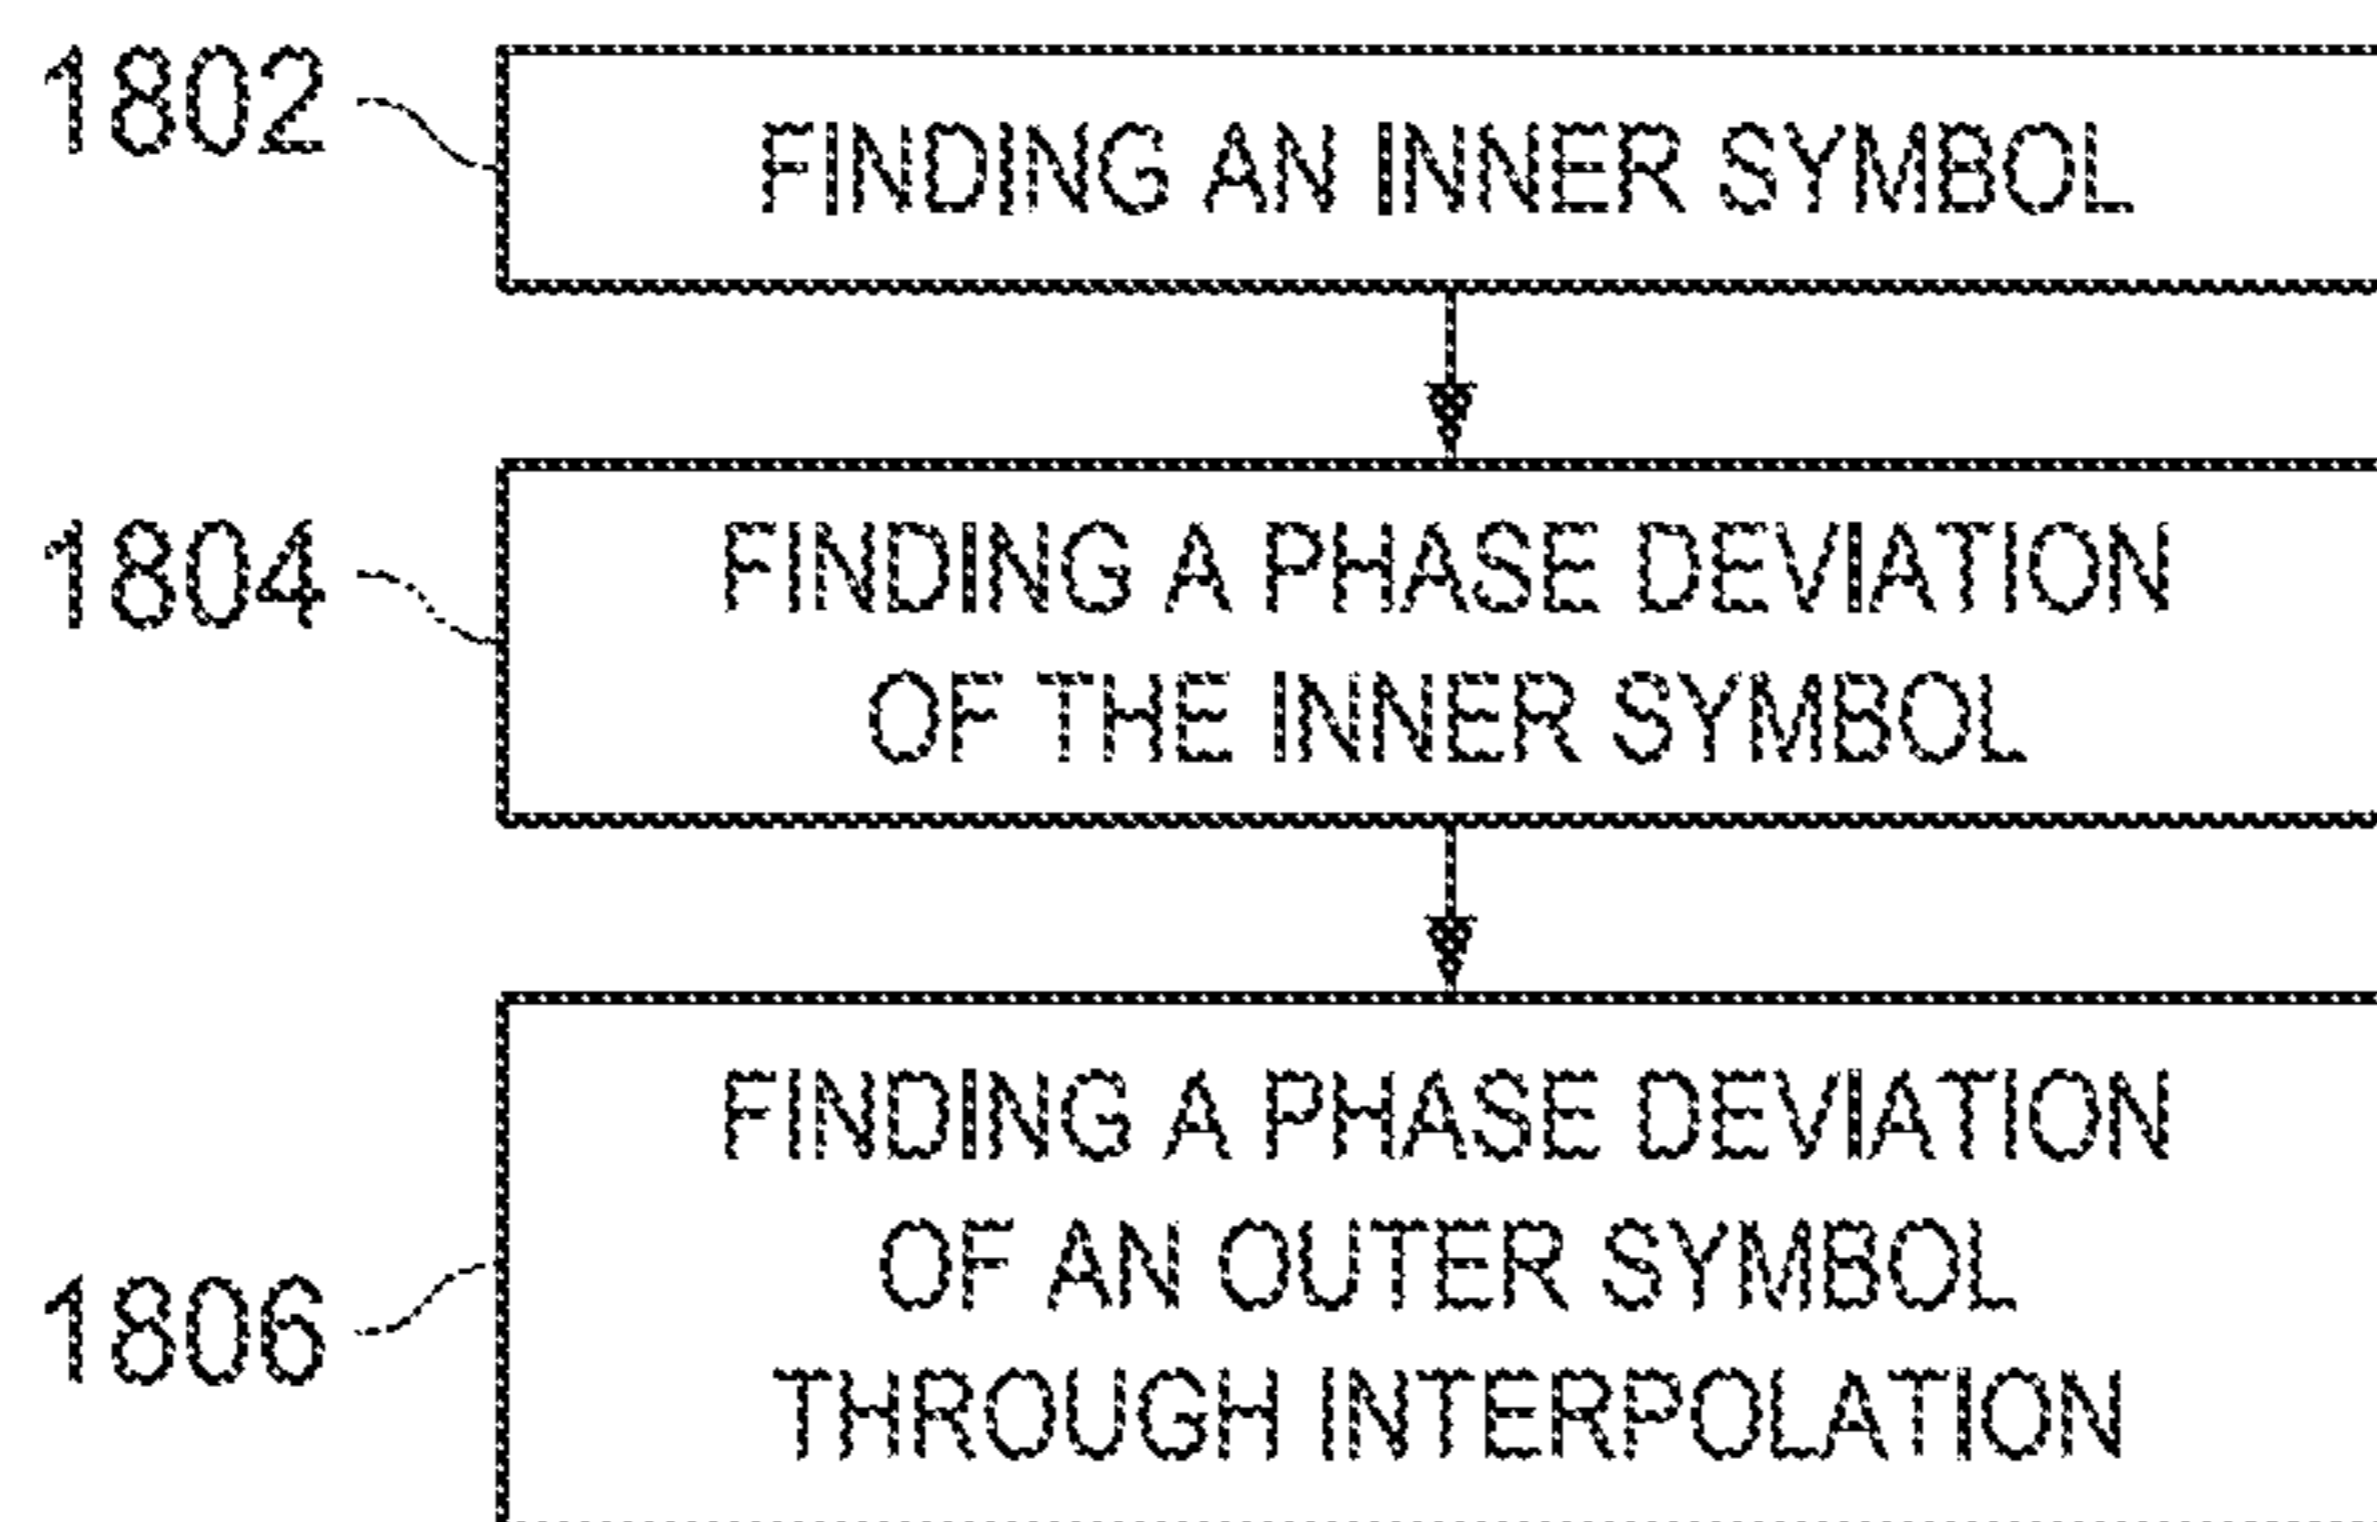 1802
FINDING AN INNER SYMBOL
1804
FINDING A PHASE DEVIATION
OF THE INNER SYMBOL
1806
FINDING A PHASE DEVIATION
OF AN OUTER SYMBOL
THROUGH INTERPOLATION